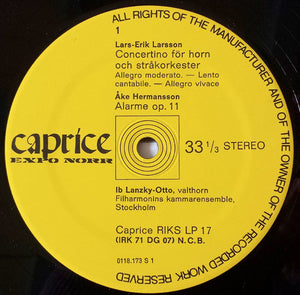 ALL RIGHTS OF THE MANUFACTURER AND OF THE OWNER OF THE RECORDED WORK RESERVED
1
Lars-Erik Larsson
Concertino för horn
och stråkorkester
Allegro moderato. — Lento
cantabile. — Allegro vivace
Åke Hermansson
Alarme op. 11
caprice
EXPO NORR
33 1/3 STEREO
Ib Lanzky-Otto, valthorn
Filharmonins kammarensemble,
Stockholm
Caprice RIKS LP 17
(IRK 71 DG 07) N.C.B.
0118.173 S 1